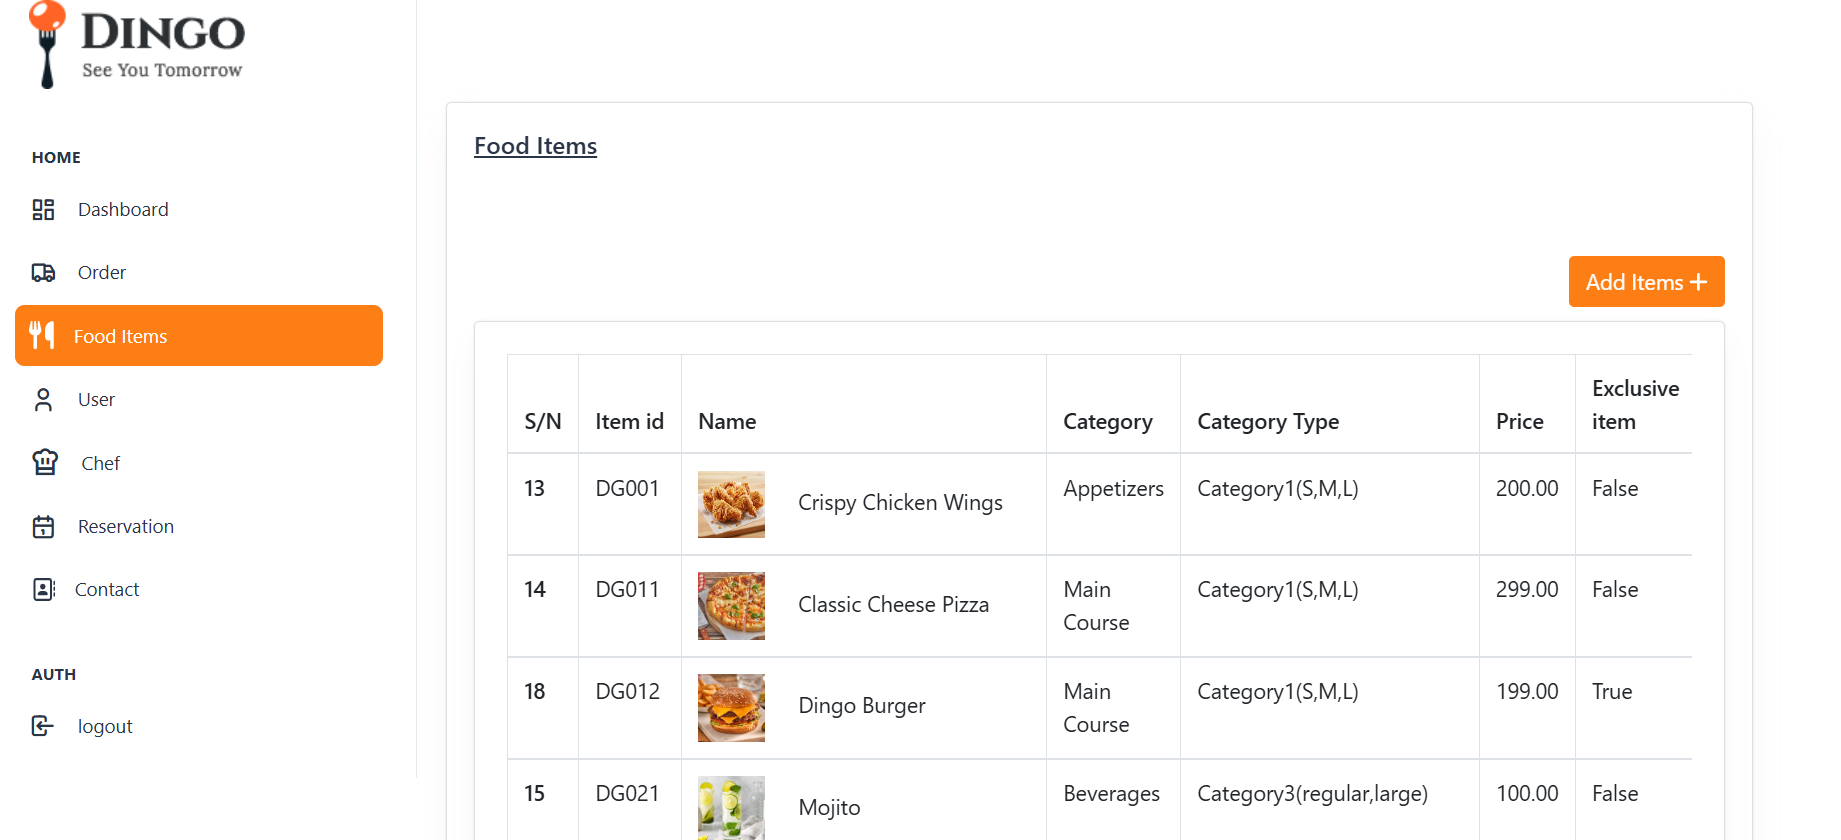 DINGO
See You Tomorrow
HOME
Dashboard
Order
Food Items
User
Chef
Reservation
Contact
AUTH
logout
Food Items
Add Items +
S/N Item id Name Category Category Type Price Exclusive item
13 DG001 Crispy Chicken Wings Appetizers Category1(S,M,L) 200.00 False
14 DG011 Classic Cheese Pizza Main Course Category1(S,M,L) 299.00 False
18 DG012 Dingo Burger Main Course Category1(S,M,L) 199.00 True
15 DG021 Mojito Beverages Category3(regular,large) 100.00 False